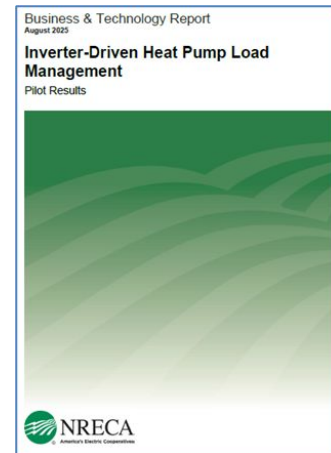 Business & Technology Report
August 2025
Inverter-Driven Heat Pump Load
Management
Pilot Results
NRECA
America's Electric Cooperatives